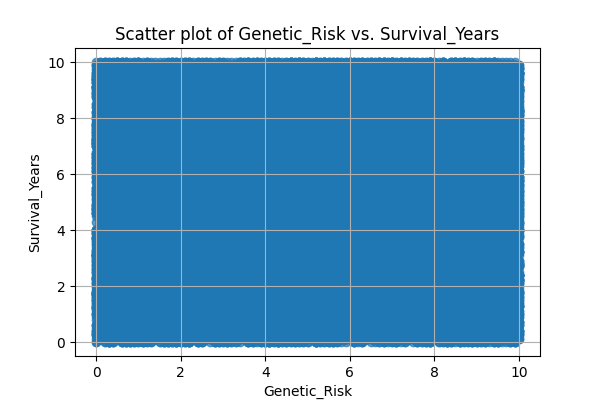 Scatter plot of Genetic_Risk vs. Survival_Years
10
8
6
4
2
0
Survival_Years
0 2 4 6 8 10
Genetic_Risk